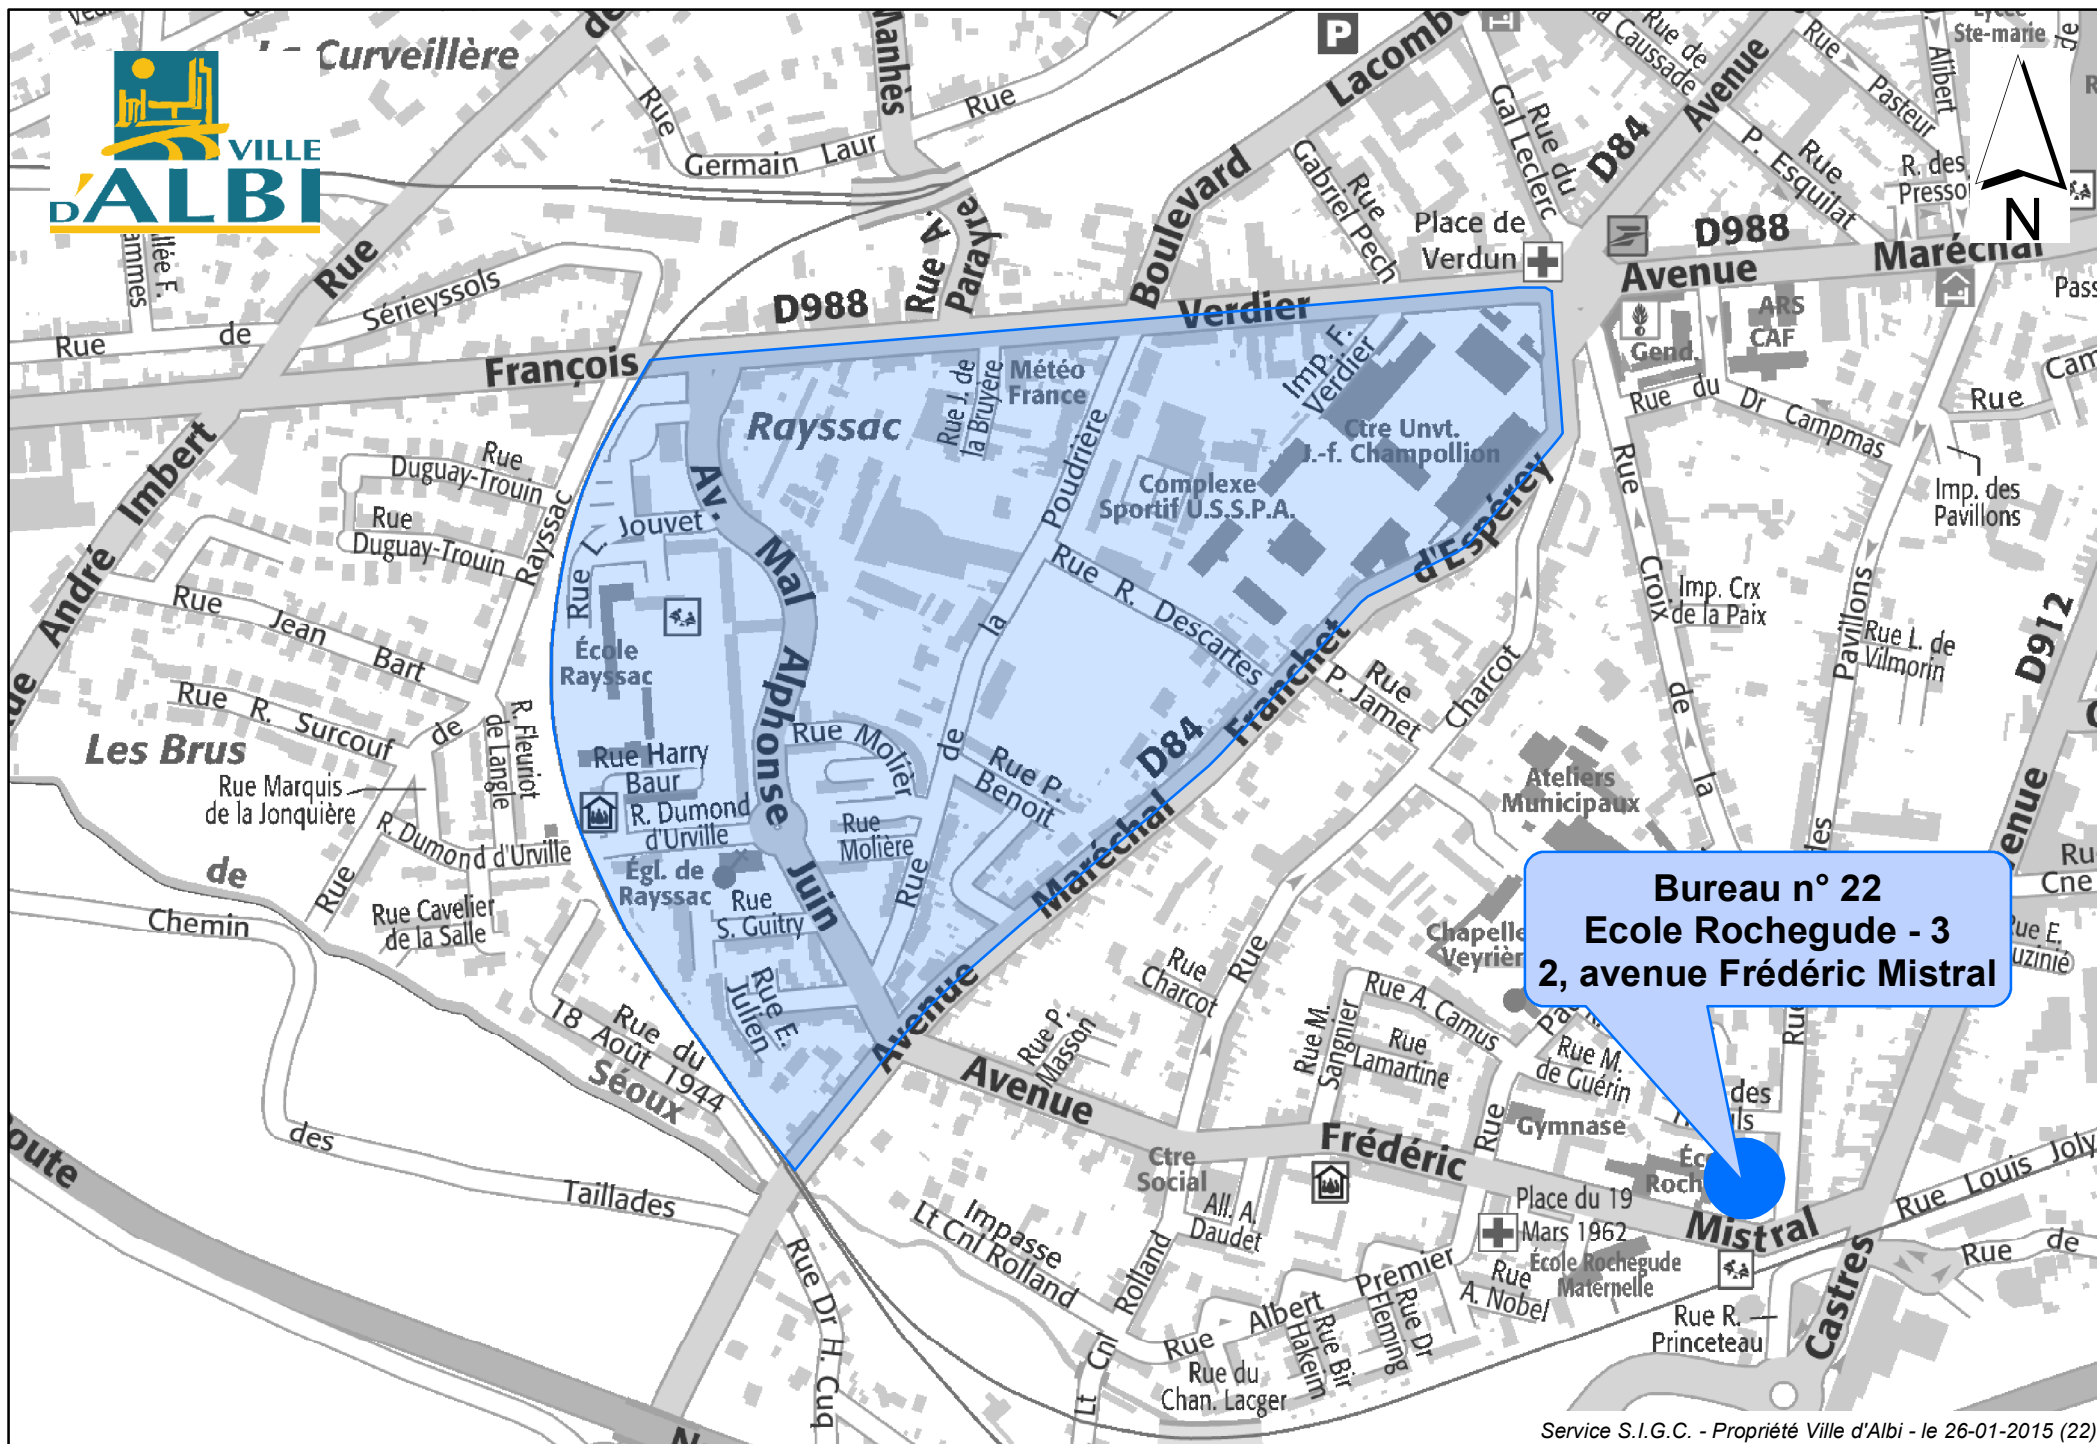 Curveillère
VILLE
D'ALBI
Rue
Germain Laur
Rue
Manhès
P
Boulevard
Lacombe
Rue du
Gal Leclerc
Rue de
la Caussade
Avenue
D84
Rue
Pasteur
Rue
P. Esquilat
Alibert
Ste-marie
R. des
N
Rue
Gabriel Pech
Place de
Verdun
D988
Avenue
Maréchal
Rue A.
Parayre
D988
Verdier
François
Rue
de
Sérieyssols
Rue
André
Imbert
Rue
Duguay-Trouin
Rue
Duguay-Trouin
Rayssac
Rue
Jean
Bart
Rue R. Surcouf
de
Les Brus
Rue Marquis
de la Jonquière
R. Fleuriot
de Langle
R. Dumond d'Urville
Rue
Rue Cavelier
de la Salle
de
Chemin
des
Taillades
Séoux
Rue du
18 Août 1944
Rayssac
Rue J. de
la Bruyère
Météo
France
Imp. F.
Verdier
Ctre Unvt.
J.-f. Champollion
Complexe
Sportif U.S.S.P.A.
Poudrière
la
de
Rue
Rue R. Descartes
Av.
Mal
Alphonse
Juin
Rue L. Jouvet
École
Rayssac
Rue Harry
Baur
R. Dumond
d'Urville
Égl. de
Rayssac
Rue
S. Guitry
Rue E.
Julien
Rue Molière
Rue
Molière
Rue P.
Benoit
D84
Avenue
Maréchal
Franchet
d'Espérey
Gend.
ARS
CAF
Rue du Dr Campmas
Rue
Imp. des
Pavillons
Rue
Croix
de
la
Imp. Crx
de la Paix
Pavillons
des
Rue
Rue L. de
Vilmorin
D912
Rue
P. Jamet
Charcot
Ateliers
Municipaux
Bureau n° 22
Ecole Rochegude - 3
2, avenue Frédéric Mistral
Rue
Charcot
Rue
Rue P.
Masson
Avenue
Frédéric
Mistral
Rue M.
Sangnier
Rue A. Camus
Rue
Lamartine
Rue M.
de Guérin
Rue
Gymnase
Ctre
Social
All. A.
Daudet
Impasse
Lt Cnl Rolland
Rolland
Lt Cnl
Rue Dr H. Cuq
Rue
Albert
Premier
Rue du
Chan. Lacger
Rue Bir
Hakeim
Rue Dr
Fleming
Place du 19
Mars 1962
École Rochegude
Maternelle
Rue
A. Nobel
Rue R.
Princeteau
Castres
Rue Louis Joly
Rue de
Service S.I.G.C. - Propriété Ville d'Albi - le 26-01-2015 (22)